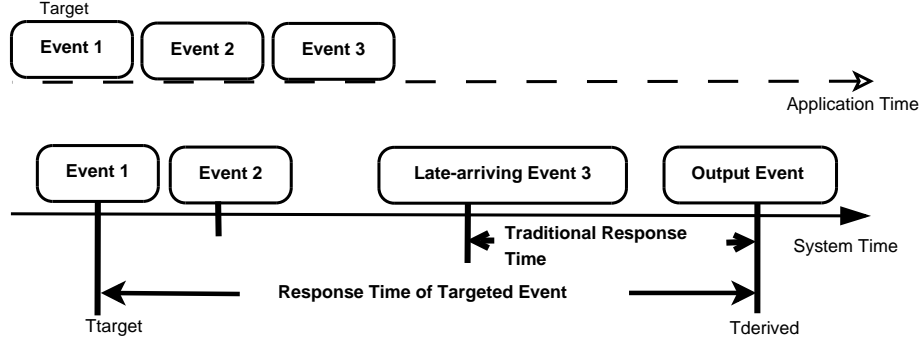 Target
Event 1 Event 2 Event 3
Application Time
Event 1 Event 2 Late-arriving Event 3 Output Event
Traditional Response
Time
System Time
Response Time of Targeted Event
Ttarget Tderived